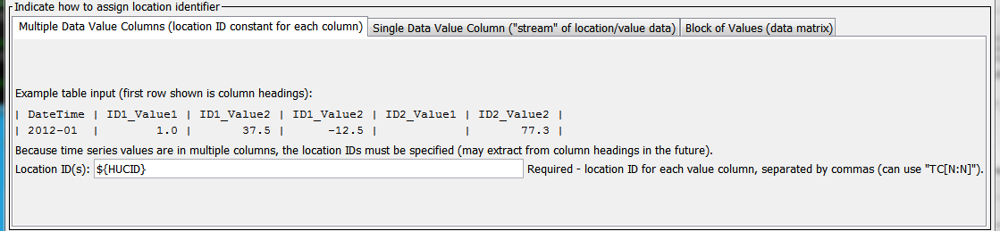 Indicate how to assign location identifier
Multiple Data Value Columns (location ID constant for each column) Single Data Value Column ("stream" of location/value data) Block of Values (data matrix)
Example table input (first row shown is column headings):
| DateTime | ID1_Value1 | ID1_Value2 | ID1_Value2 | ID2_Value1 | ID2_Value2 |
| 2012-01 | 1.0 | 37.5 | -12.5 | | 77.3 |
Because time series values are in multiple columns, the location IDs must be specified (may extract from column headings in the future).
Location ID(s): ${HUCID} Required - location ID for each value column, separated by commas (can use "TC[N:N]").